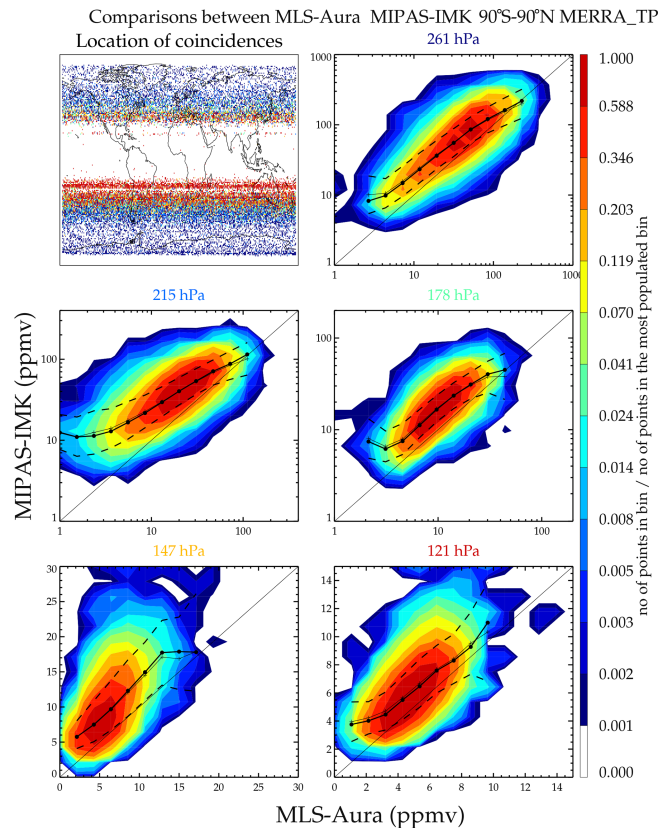 Comparisons between MLS-Aura MIPAS-IMK 90°S-90°N MERRA_TP
Location of coincidences
261 hPa
1000
100
10
1
1 10 100 1000
215 hPa
178 hPa
100
10
1
1 10 100
100
10
1
1 10 100
147 hPa
121 hPa
30
25
20
15
10
5
0
0 5 10 15 20 25 30
14
12
10
8
6
4
2
0
0 2 4 6 8 10 12 14
MIPAS-IMK (ppmv)
MLS-Aura (ppmv)
1.000
0.588
0.346
0.203
0.119
0.070
0.041
0.024
0.014
0.008
0.005
0.003
0.002
0.001
0.000
no of points in bin / no of points in the most populated bin